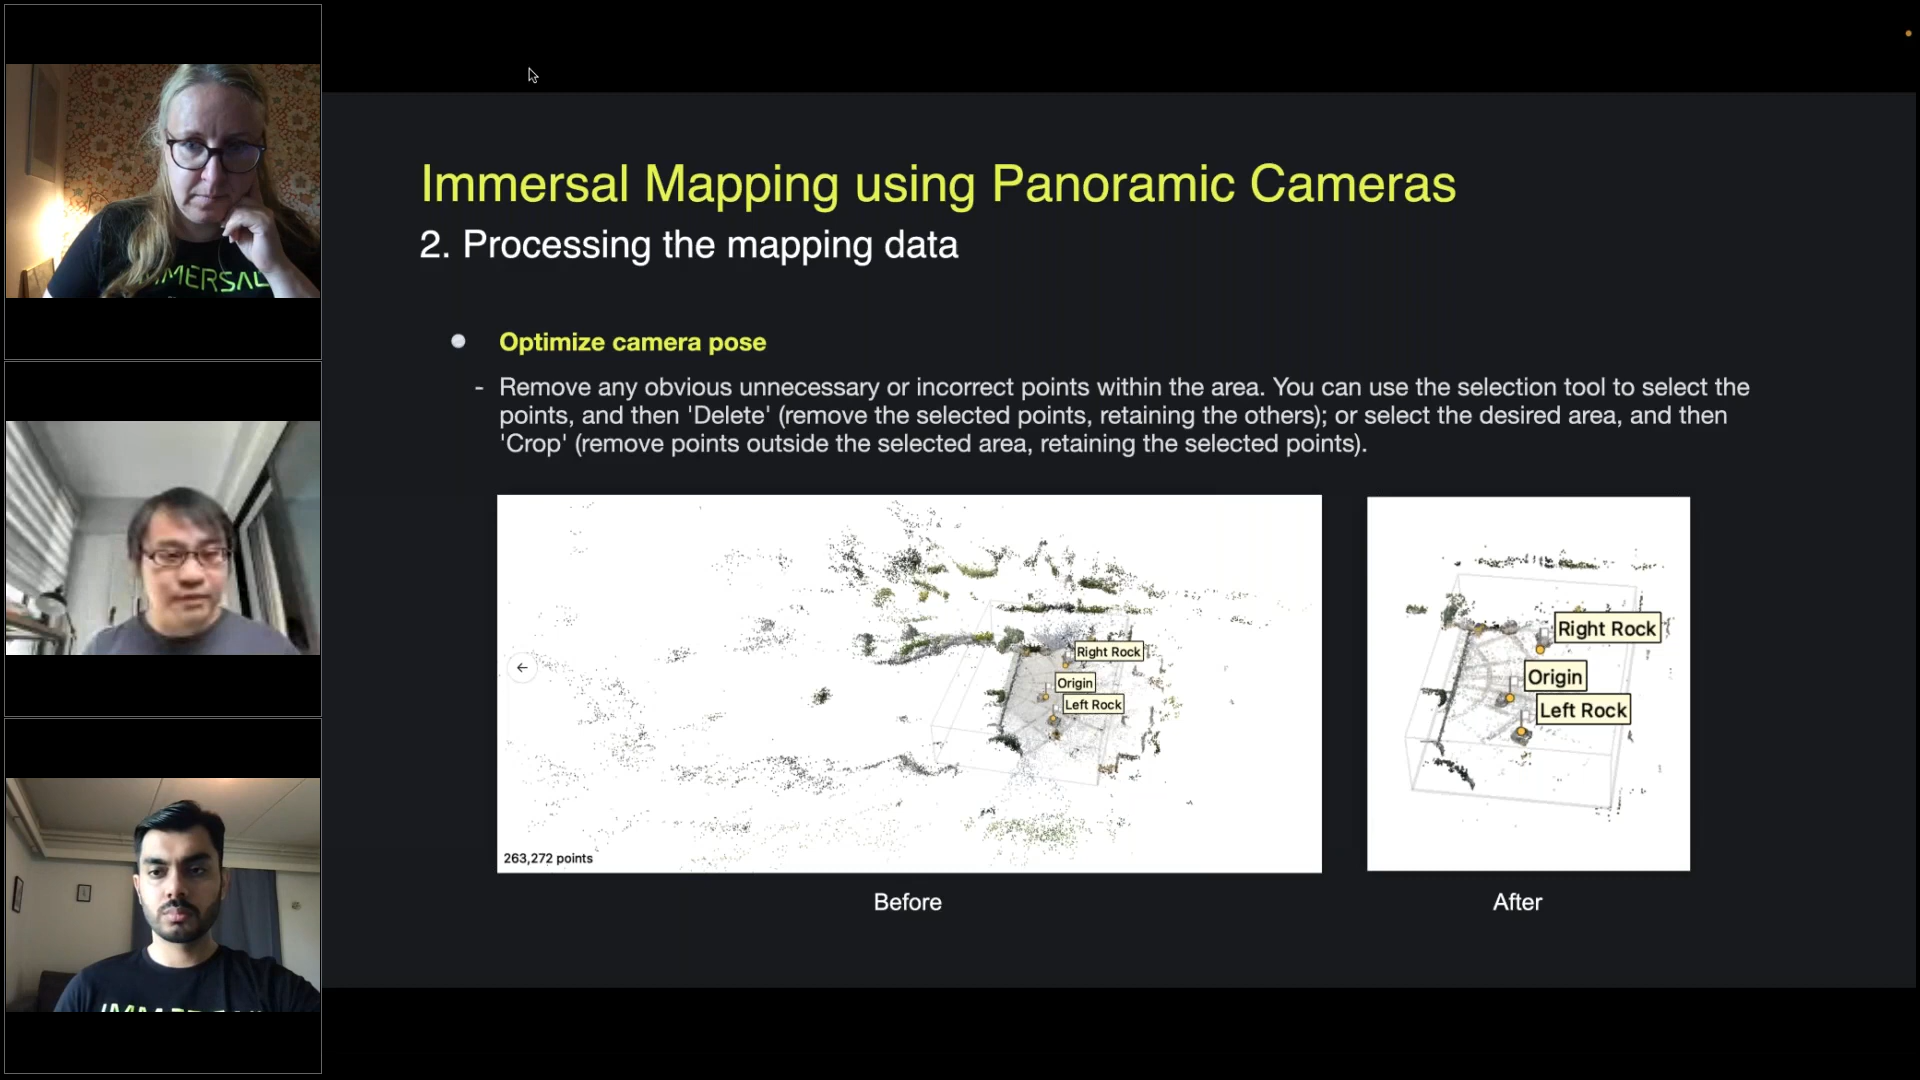 Immersal Mapping using Panoramic Cameras
2. Processing the mapping data
Optimize camera pose
- Remove any obvious unnecessary or incorrect points within the area. You can use the selection tool to select the
points, and then 'Delete' (remove the selected points, retaining the others); or select the desired area, and then
'Crop' (remove points outside the selected area, retaining the selected points).
Right Rock
Origin
Left Rock
263,272 points
Before
Right Rock
Origin
Left Rock
After